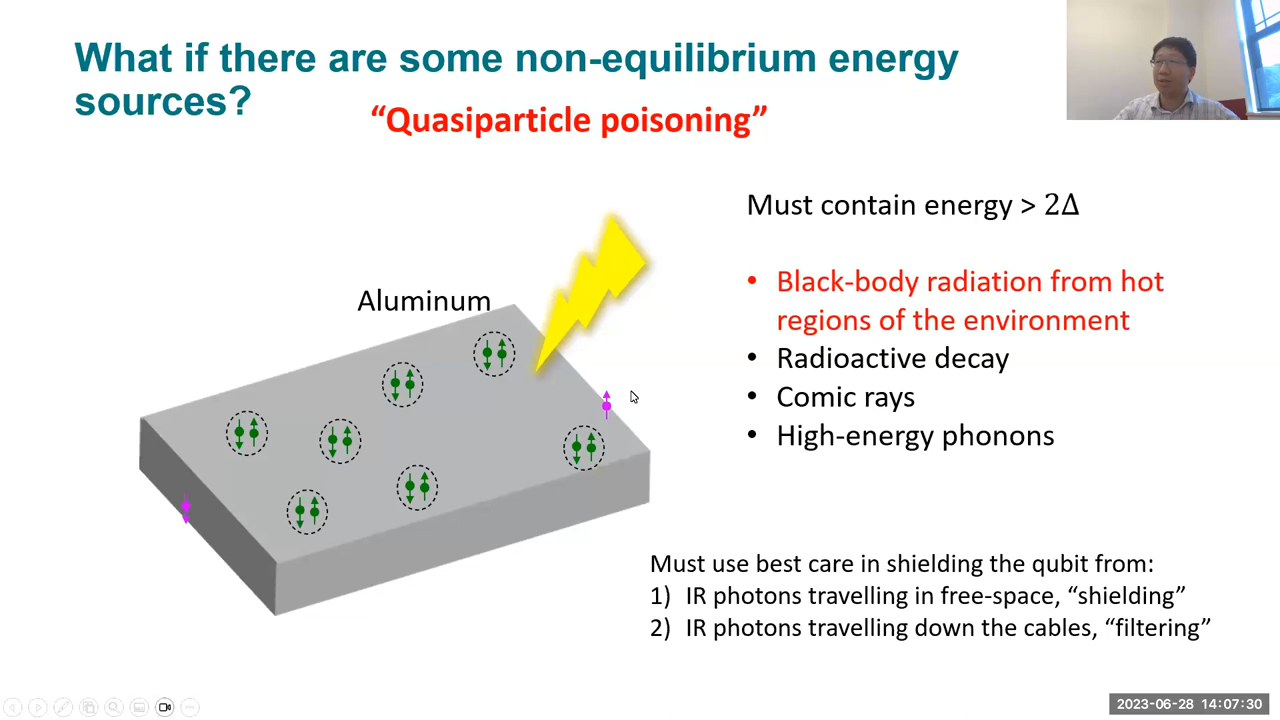 What if there are some non-equilibrium energy
sources?
“Quasiparticle poisoning”
Must contain energy > 2Δ
• Black-body radiation from hot
regions of the environment
• Radioactive decay
• Comic rays
• High-energy phonons
Aluminum
Must use best care in shielding the qubit from:
1) IR photons travelling in free-space, “shielding”
2) IR photons travelling down the cables, “filtering”
2023-06-28 14:07:30